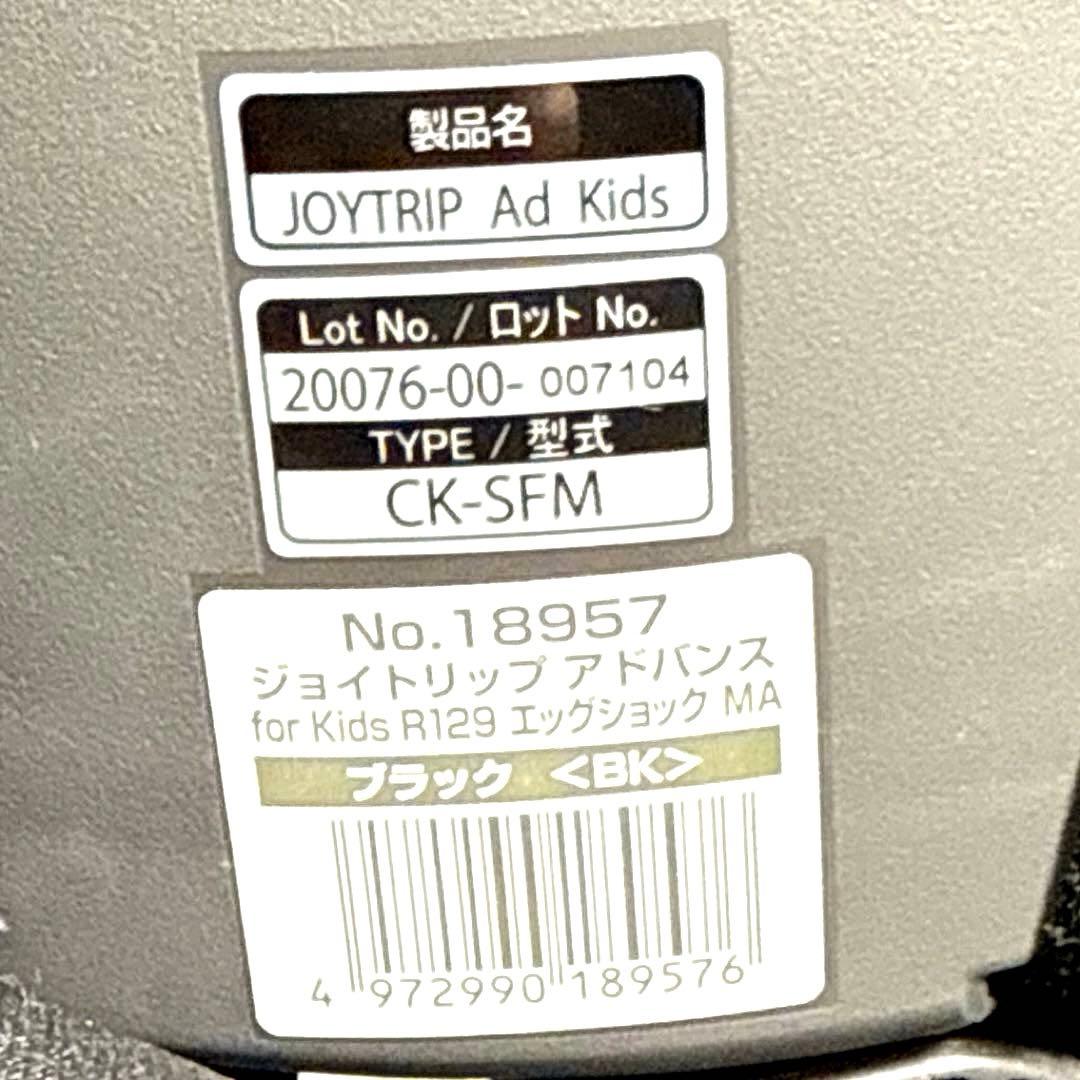 製品名
JOYTRIP Ad Kids
Lot No. / ロット No.
20076-00- 007104
TYPE / 型式
CK-SFM
No.18957
ジョイトリップ アドバンス
for Kids R129 エッグショック MA
ブラック <BK>
4 972990 189576